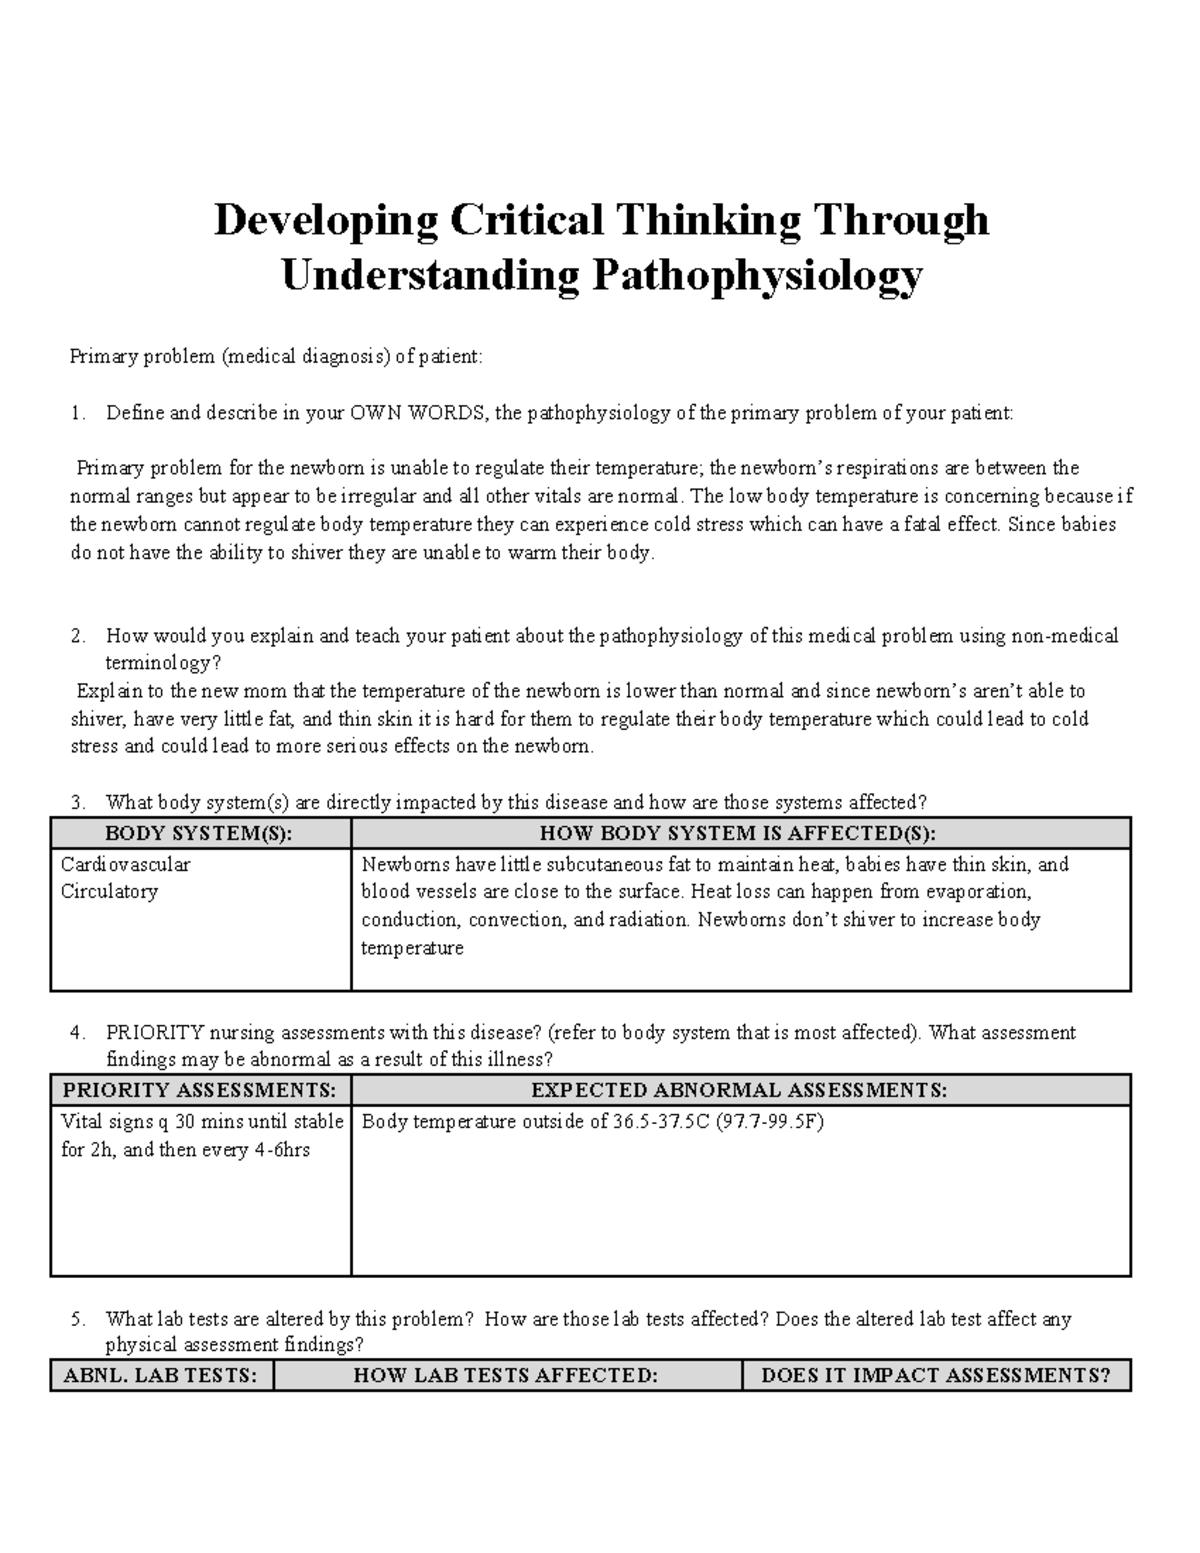 Developing Critical Thinking Through
Understanding Pathophysiology
Primary problem (medical diagnosis) of patient:
1. Define and describe in your OWN WORDS, the pathophysiology of the primary problem of your patient:
Primary problem for the newborn is unable to regulate their temperature; the newborn’s respirations are between the
normal ranges but appear to be irregular and all other vitals are normal. The low body temperature is concerning because if
the newborn cannot regulate body temperature they can experience cold stress which can have a fatal effect. Since babies
do not have the ability to shiver they are unable to warm their body.
2. How would you explain and teach your patient about the pathophysiology of this medical problem using non-medical
terminology?
Explain to the new mom that the temperature of the newborn is lower than normal and since newborn’s aren’t able to
shiver, have very little fat, and thin skin it is hard for them to regulate their body temperature which could lead to cold
stress and could lead to more serious effects on the newborn.
3. What body system(s) are directly impacted by this disease and how are those systems affected?
BODY SYSTEM(S): HOW BODY SYSTEM IS AFFECTED(S):
Cardiovascular
Circulatory
Newborns have little subcutaneous fat to maintain heat, babies have thin skin, and
blood vessels are close to the surface. Heat loss can happen from evaporation,
conduction, convection, and radiation. Newborns don’t shiver to increase body
temperature
4. PRIORITY nursing assessments with this disease? (refer to body system that is most affected). What assessment
findings may be abnormal as a result of this illness?
PRIORITY ASSESSMENTS: EXPECTED ABNORMAL ASSESSMENTS:
Vital signs q 30 mins until stable
for 2h, and then every 4-6hrs
Body temperature outside of 36.5-37.5C (97.7-99.5F)
5. What lab tests are altered by this problem? How are those lab tests affected? Does the altered lab test affect any
physical assessment findings?
ABNL. LAB TESTS: HOW LAB TESTS AFFECTED: DOES IT IMPACT ASSESSMENTS?